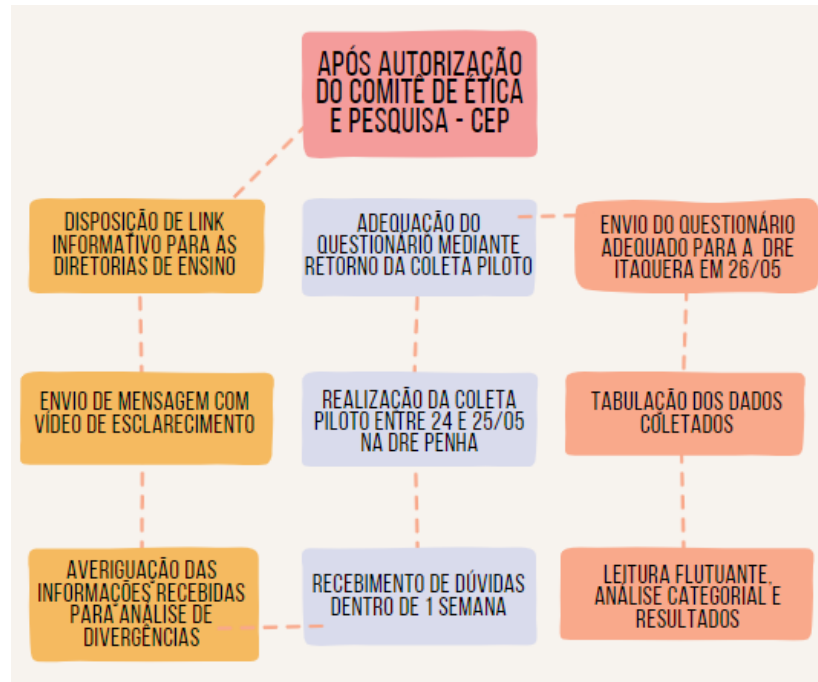 APÓS AUTORIZAÇÃO
DO COMITÊ DE ÉTICA
E PESQUISA - CEP
DISPOSIÇÃO DE LINK
INFORMATIVO PARA AS
DIRETORIAS DE ENSINO
ADEQUAÇÃO DO
QUESTIONÁRIO MEDIANTE
RETORNO DA COLETA PILOTO
ENVIO DO QUESTIONÁRIO
ADEQUADO PARA A DRE
ITAQUERA EM 26/05
ENVIO DE MENSAGEM COM
VÍDEO DE ESCLARECIMENTO
REALIZAÇÃO DA COLETA
PILOTO ENTRE 24 E 25/05
NA DRE PENHA
TABULAÇÃO DOS DADOS
COLETADOS
AVERIGUAÇÃO DAS
INFORMAÇÕES RECEBIDAS
PARA ANÁLISE DE
DIVERGÊNCIAS
RECEBIMENTO DE DÚVIDAS
DENTRO DE 1 SEMANA
LEITURA FLUTUANTE,
ANÁLISE CATEGORIAL E
RESULTADOS